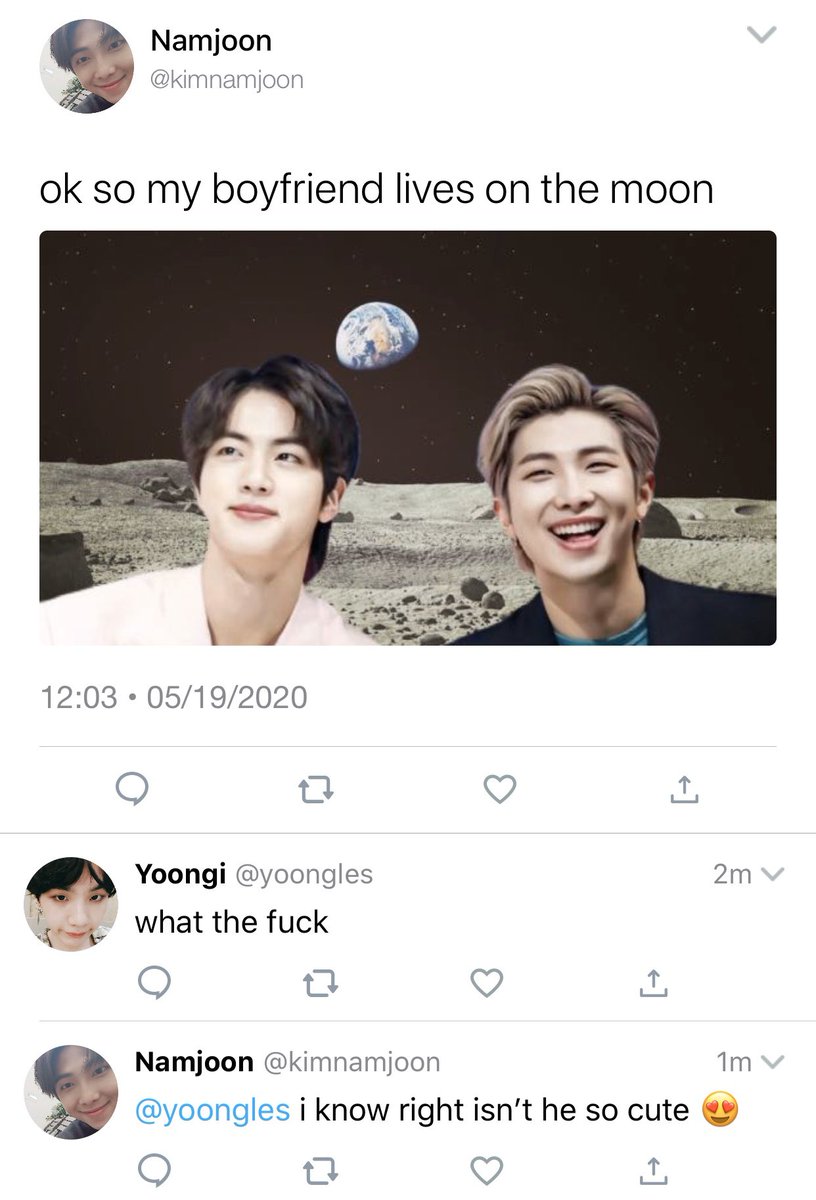 Namjoon
@kimnamjoon
ok so my boyfriend lives on the moon
12:03 • 05/19/2020
Yoongi @yoongles 2m
what the fuck
Namjoon @kimnamjoon 1m
@yoongles i know right isn’t he so cute 😍